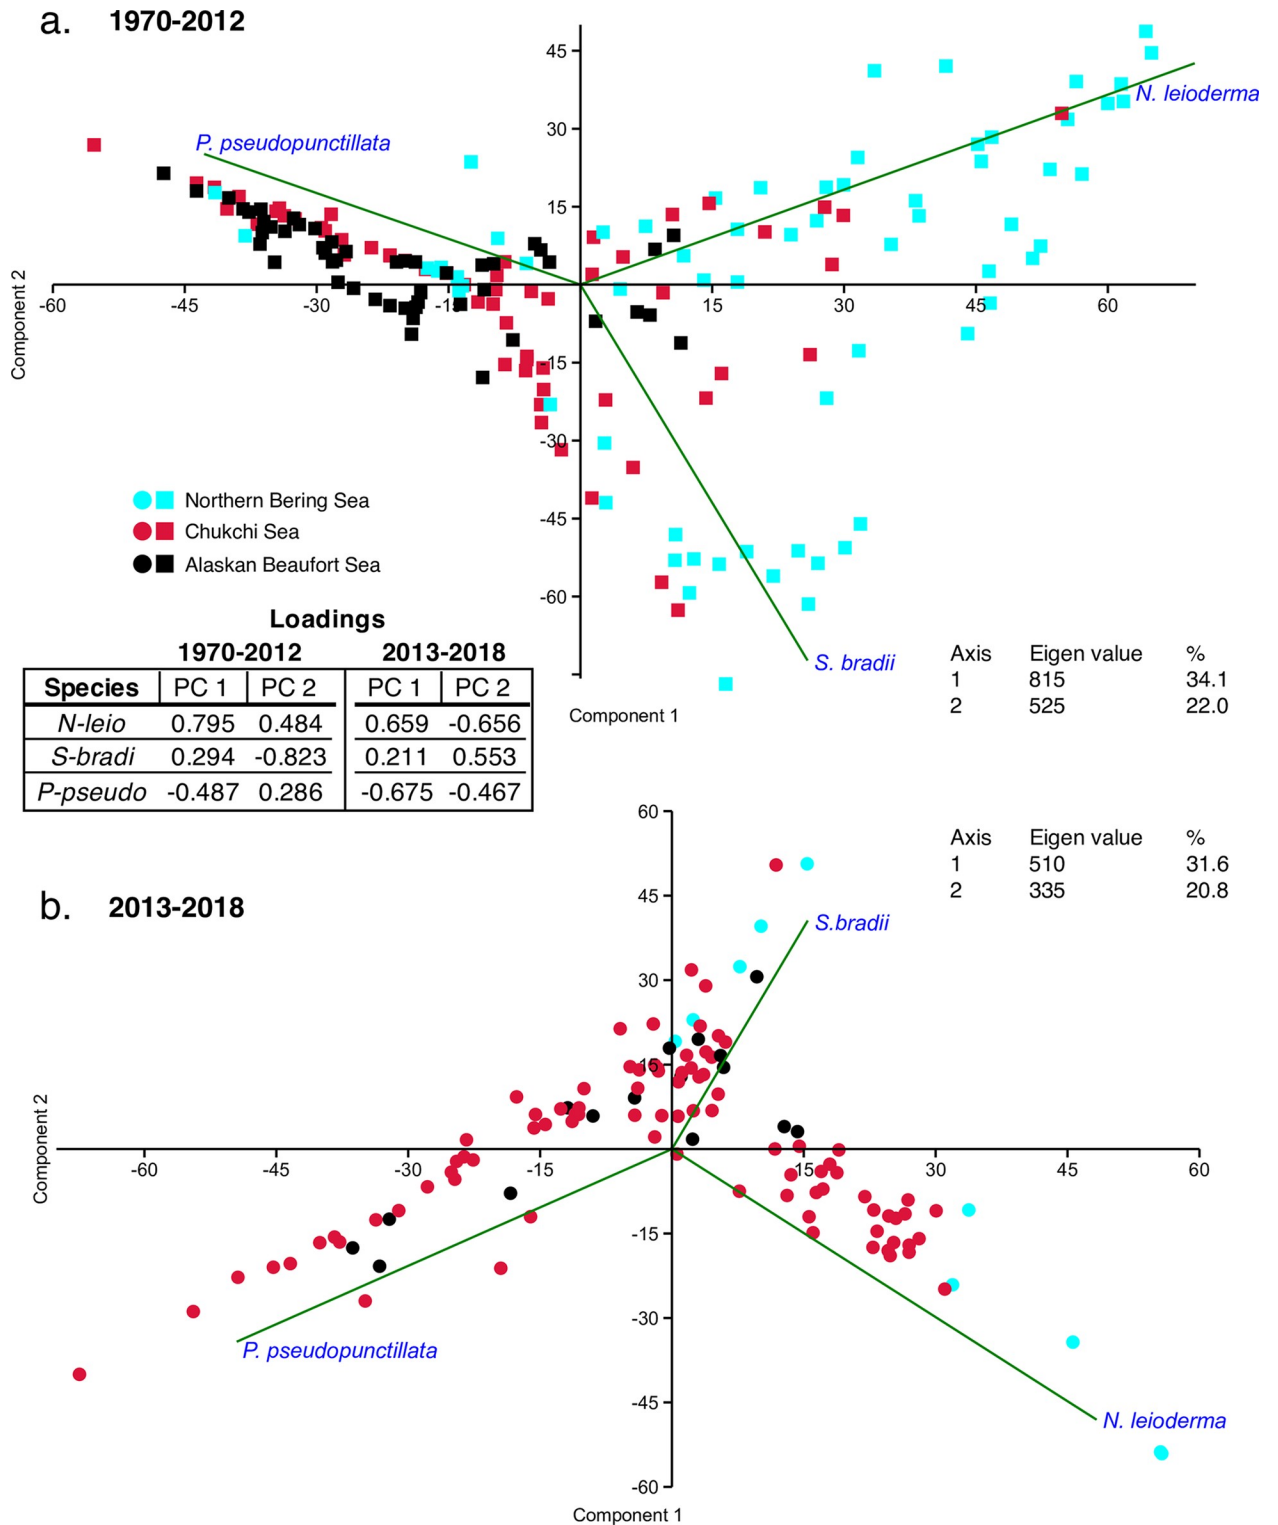 a. 1970-2012
45
N. leioderma
30
P. pseudopunctillata
15
Component 2
-60 -45 -30 -15 15 30 45 60
-15
-30
Northern Bering Sea
Chukchi Sea
-45
Alaskan Beaufort Sea
-60
S. bradii
Component 1
Axis Eigen value %
1 815 34.1
2 525 22.0
Loadings
1970-2012 2013-2018
Species PC 1 PC 2 PC 1 PC 2
N-leio 0.795 0.484 0.659 -0.656
S-bradi 0.294 -0.823 0.211 0.553
P-pseudo -0.487 0.286 -0.675 -0.467
Axis Eigen value %
1 510 31.6
2 335 20.8
b. 2013-2018
60
45
S.bradii
30
15
Component 2
-60 -45 -30 -15 15 30 45 60
-15
-30
P. pseudopunctillata
-45
N. leioderma
-60
Component 1